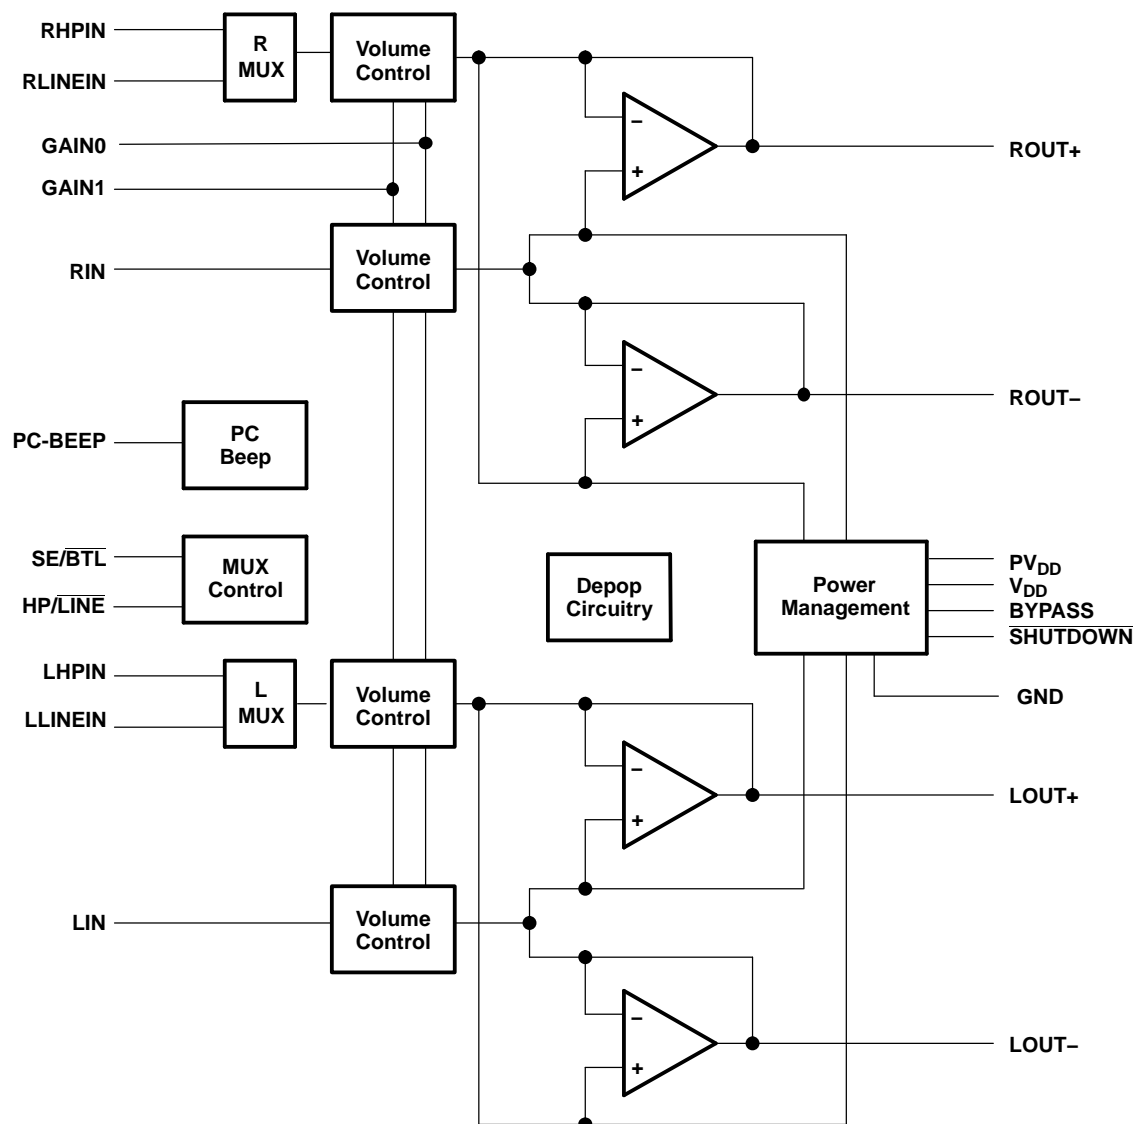 RHPIN
RLINEIN
R
MUX
Volume
Control
GAIN0
GAIN1
−
+
ROUT+
RIN
Volume
Control
−
+
ROUT−
PC-BEEP
PC
Beep
SE/BTL
HP/LINE
MUX
Control
Depop
Circuitry
Power
Management
PVDD
VDD
BYPASS
SHUTDOWN
GND
LHPIN
LLINEIN
L
MUX
Volume
Control
−
+
LOUT+
LIN
Volume
Control
−
+
LOUT−